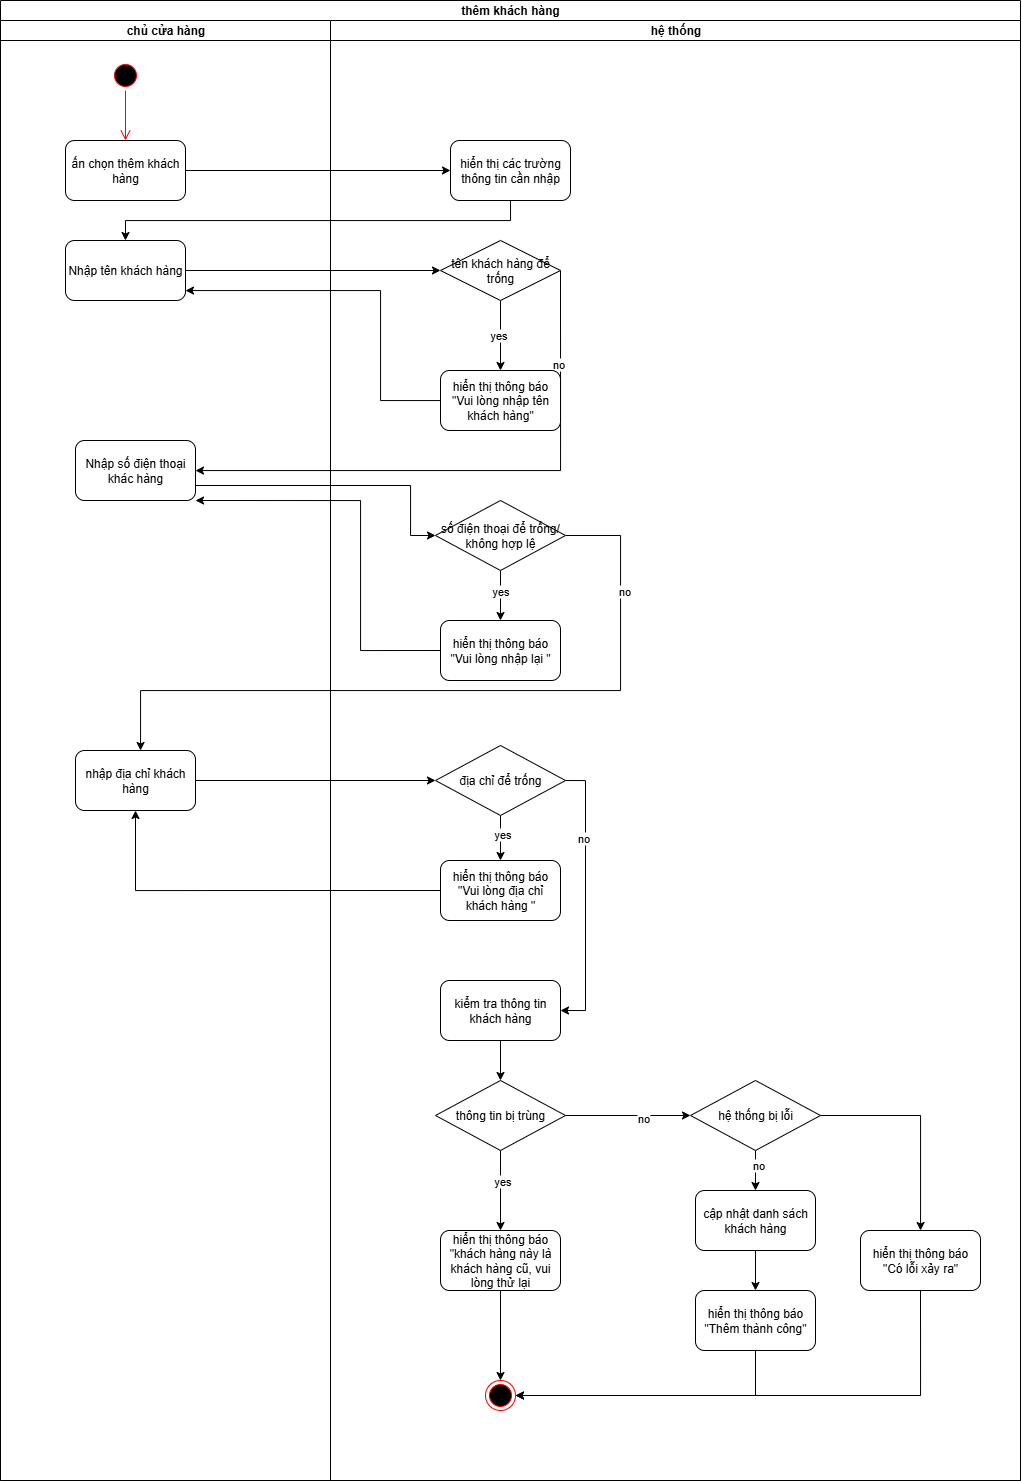 thêm khách hàng
chủ cửa hàng
hệ thống
ấn chọn thêm khách
hàng
hiển thị các trường
thông tin cần nhập
Nhập tên khách hàng
tên khách hàng để
trống
yes
no
hiển thị thông báo
"Vui lòng nhập tên
khách hàng"
Nhập số điện thoại
khác hàng
số điện thoại để trống/
không hợp lệ
yes
no
hiển thị thông báo
"Vui lòng nhập lại "
nhập địa chỉ khách
hàng
địa chỉ để trống
yes
no
hiển thị thông báo
"Vui lòng địa chỉ
khách hàng "
kiểm tra thông tin
khách hàng
thông tin bị trùng
no
hệ thống bị lỗi
no
yes
cập nhật danh sách
khách hàng
hiển thị thông báo
"khách hàng này là
khách hàng cũ, vui
lòng thử lại
hiển thị thông báo
"Có lỗi xảy ra"
hiển thị thông báo
"Thêm thành công"